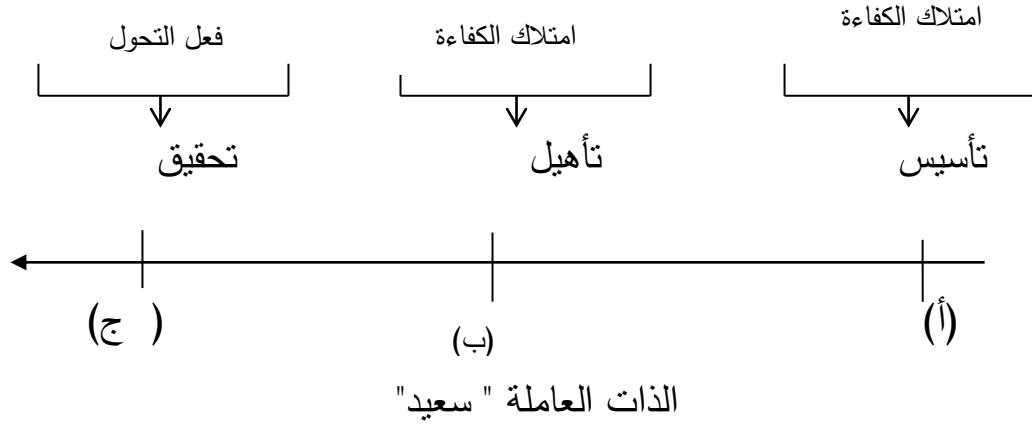 امتلاك الكفاءة
امتلاك الكفاءة
فعل التحول
تأسيس
تأهيل
تحقيق
(أ)
(ب)
( ج)
الذات العاملة " سعيد"